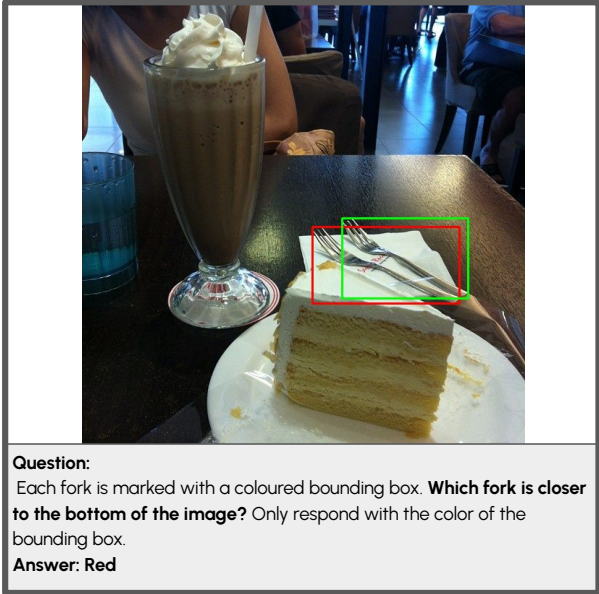 Question:
Each fork is marked with a coloured bounding box. Which fork is closer
to the bottom of the image? Only respond with the color of the
bounding box.
Answer: Red